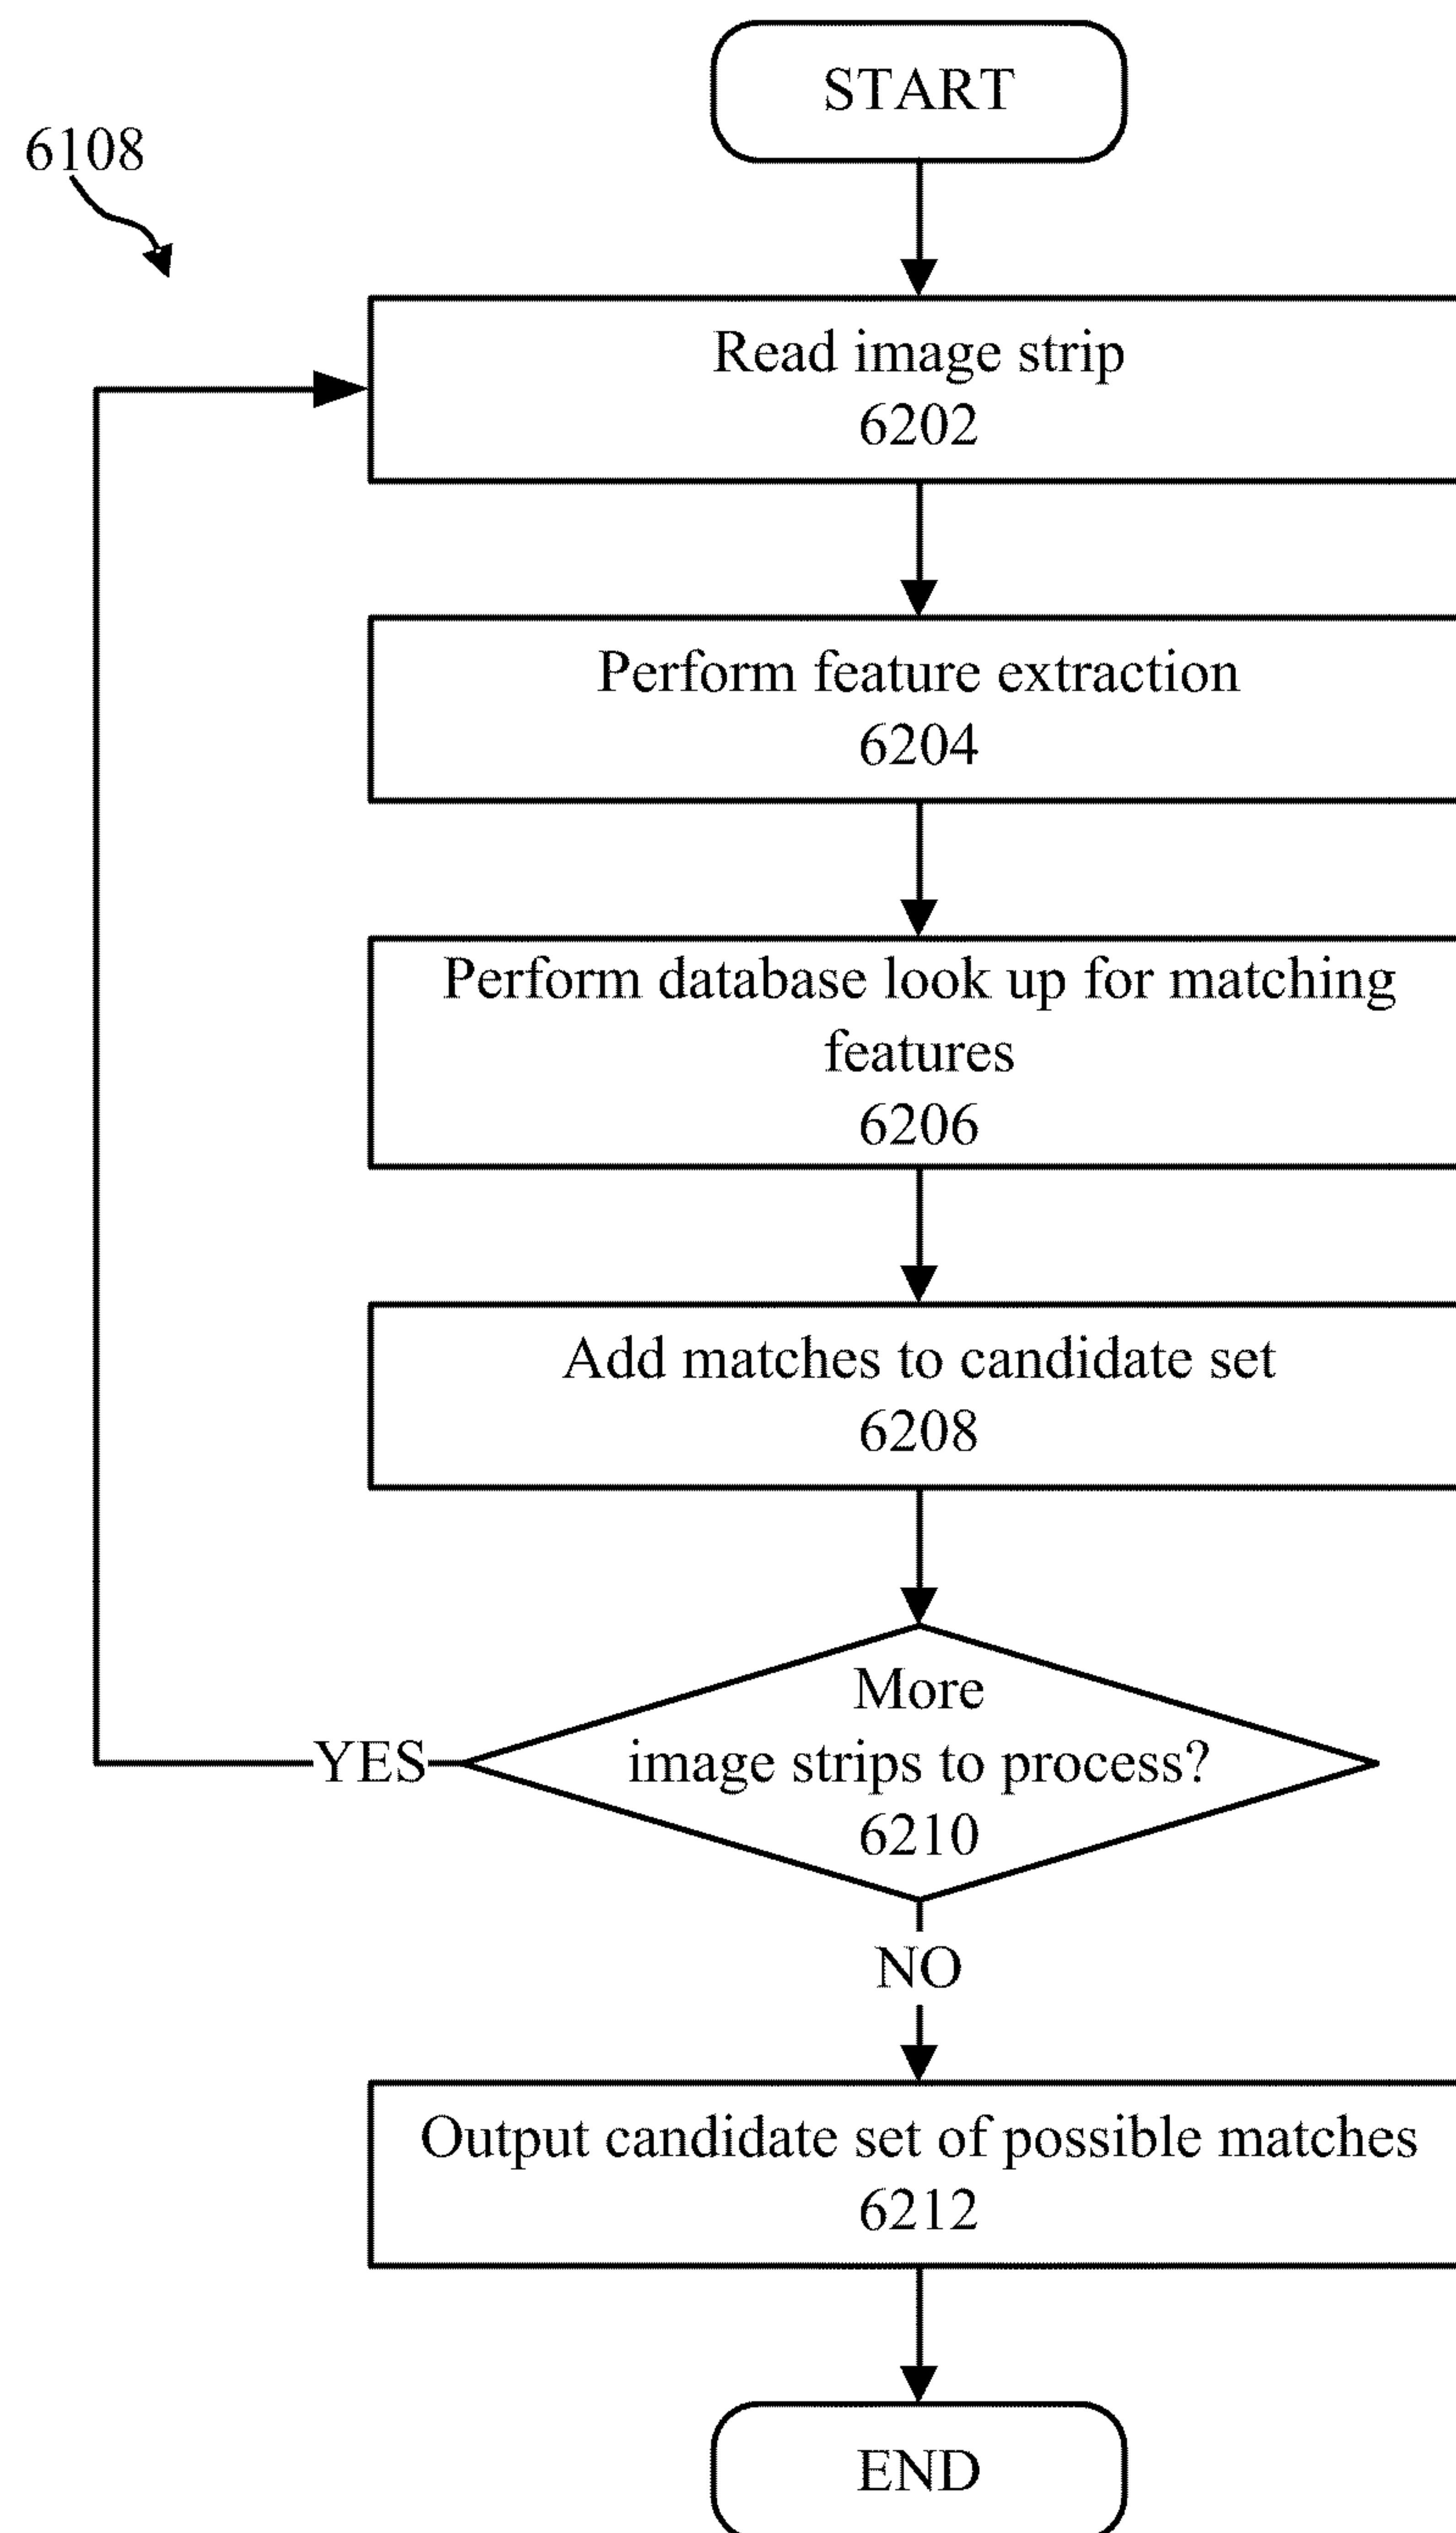 START
6108
Read image strip
6202
Perform feature extraction
6204
Perform database look up for matching
features
6206
Add matches to candidate set
6208
More
image strips to process?
6210
YES
NO
Output candidate set of possible matches
6212
END